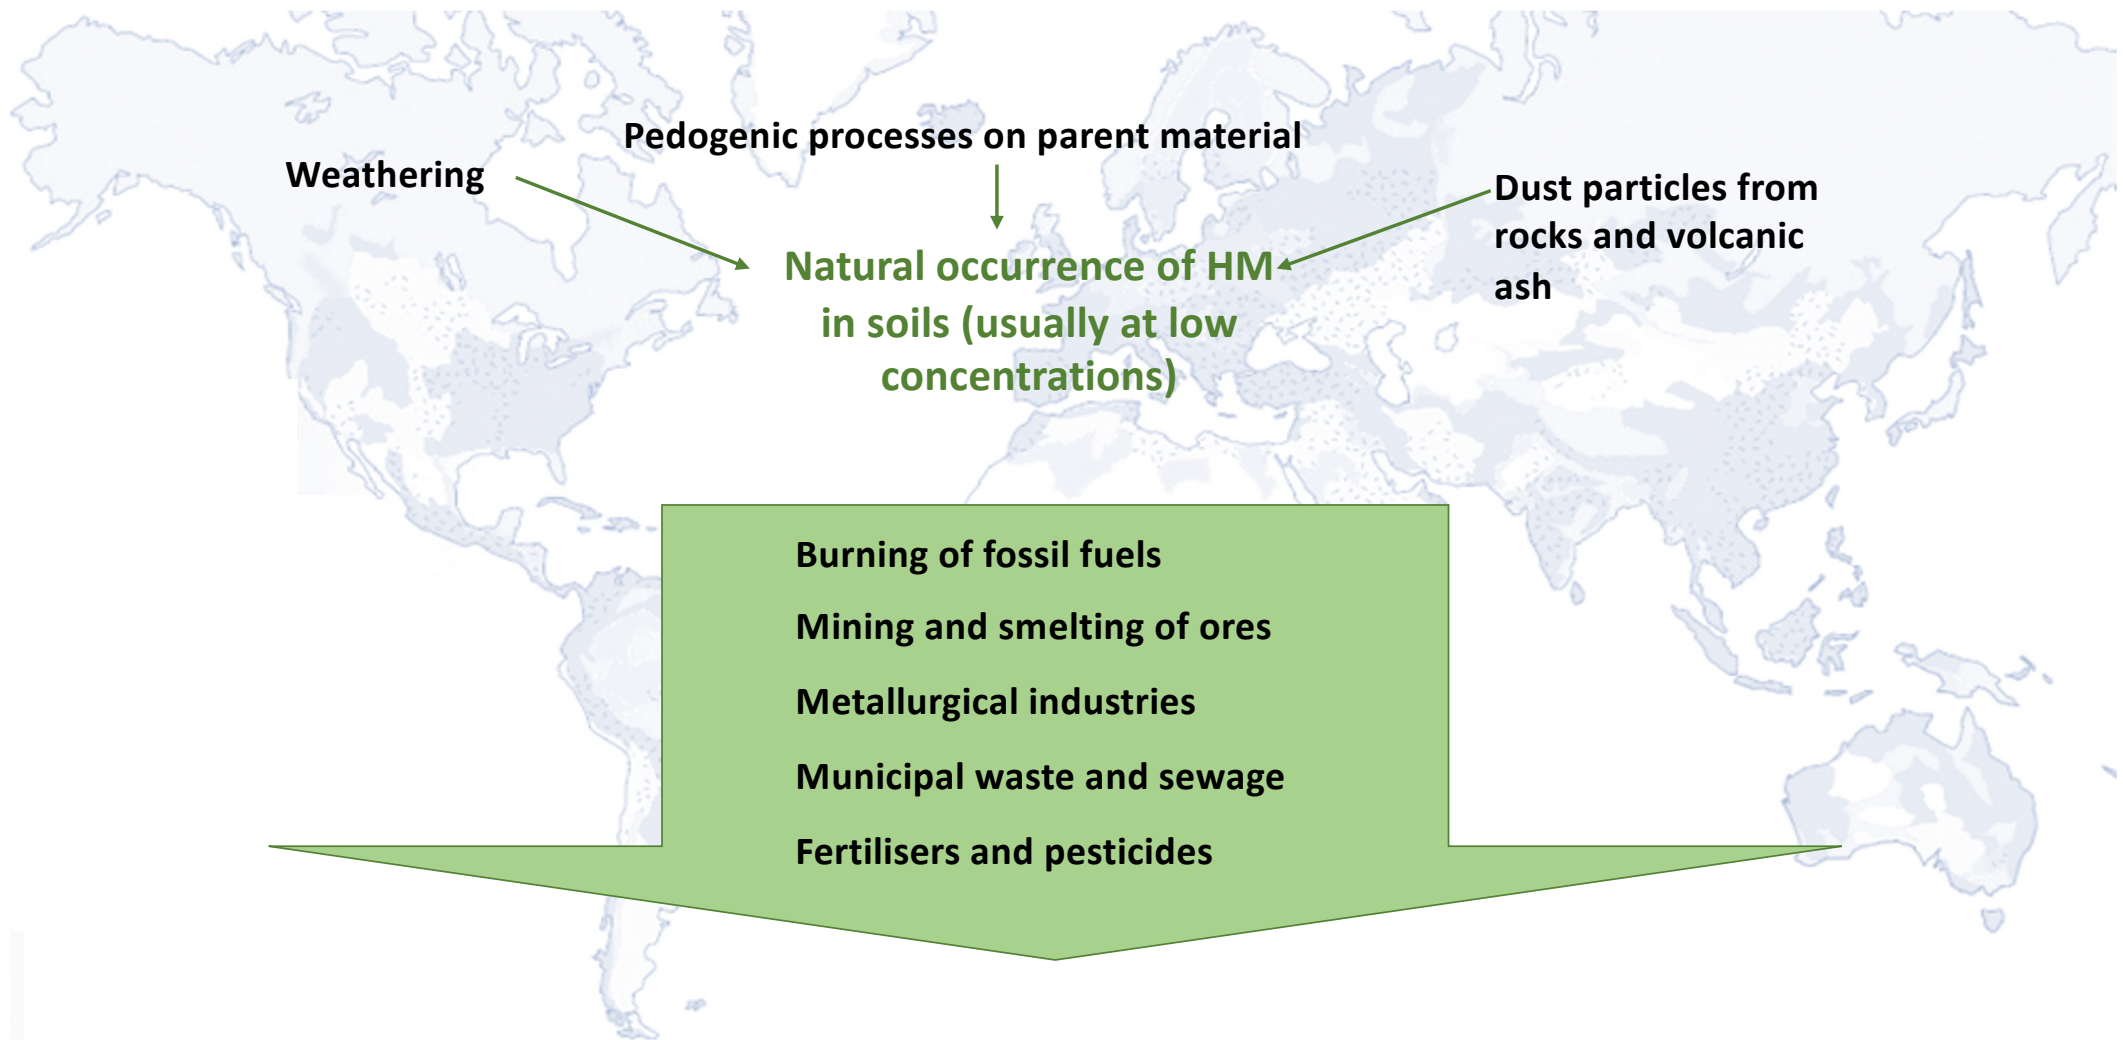 Pedogenic processes on parent material
Weathering
Dust particles from
rocks and volcanic
ash
Natural occurrence of HM
in soils (usually at low
concentrations)
Burning of fossil fuels
Mining and smelting of ores
Metallurgical industries
Municipal waste and sewage
Fertilisers and pesticides